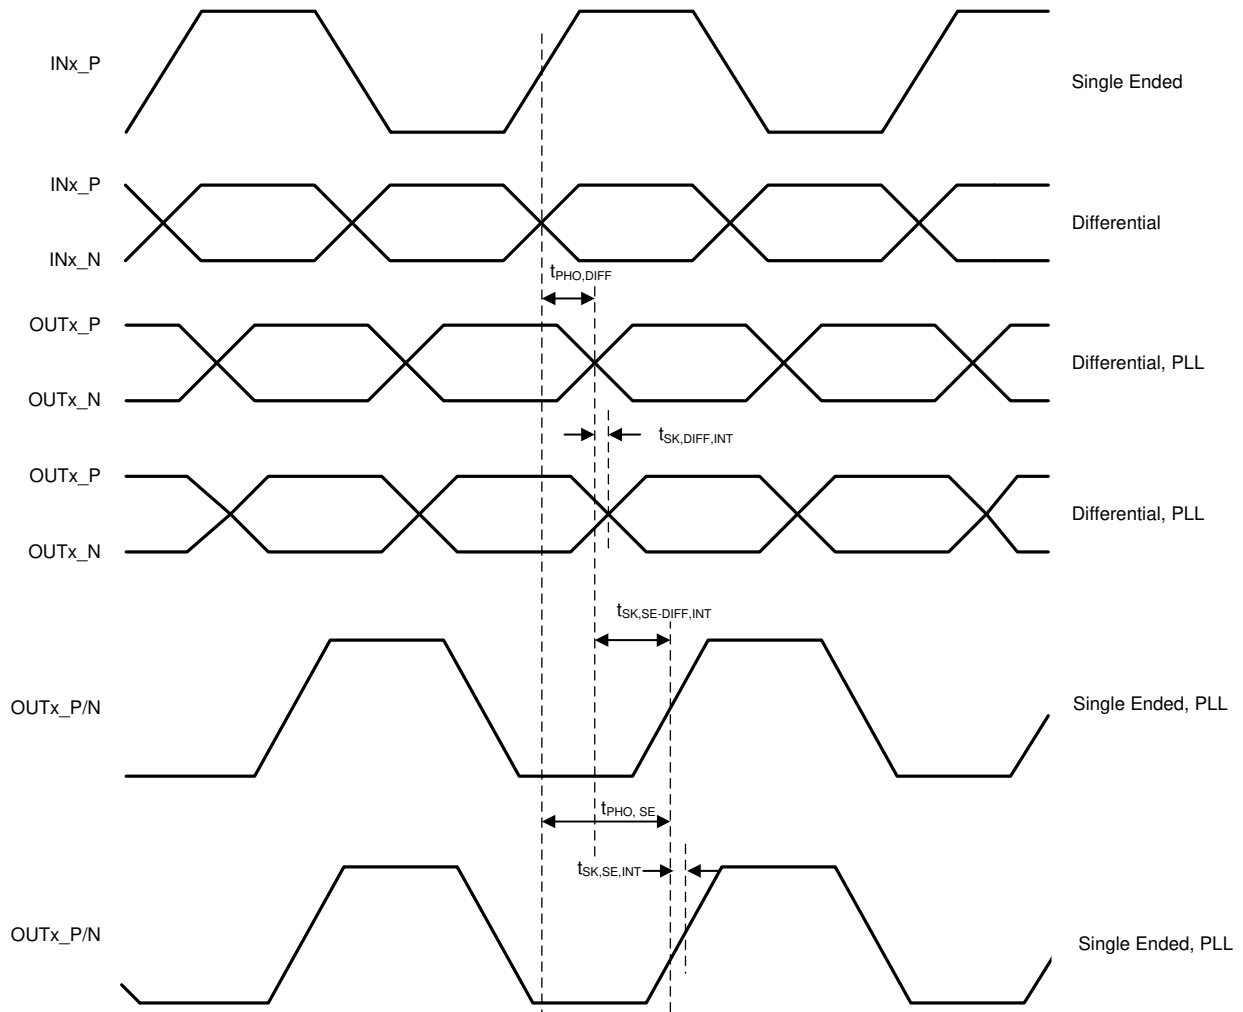 INx_P
Single Ended
INx_P
Differential
INx_N
tPHO,DIFF
OUTx_P
Differential, PLL
OUTx_N
tSK,DIFF,INT
OUTx_P
Differential, PLL
OUTx_N
tSK,SE-DIFF,INT
OUTx_P/N
Single Ended, PLL
tPHO, SE
tSK,SE,INT
OUTx_P/N
Single Ended, PLL